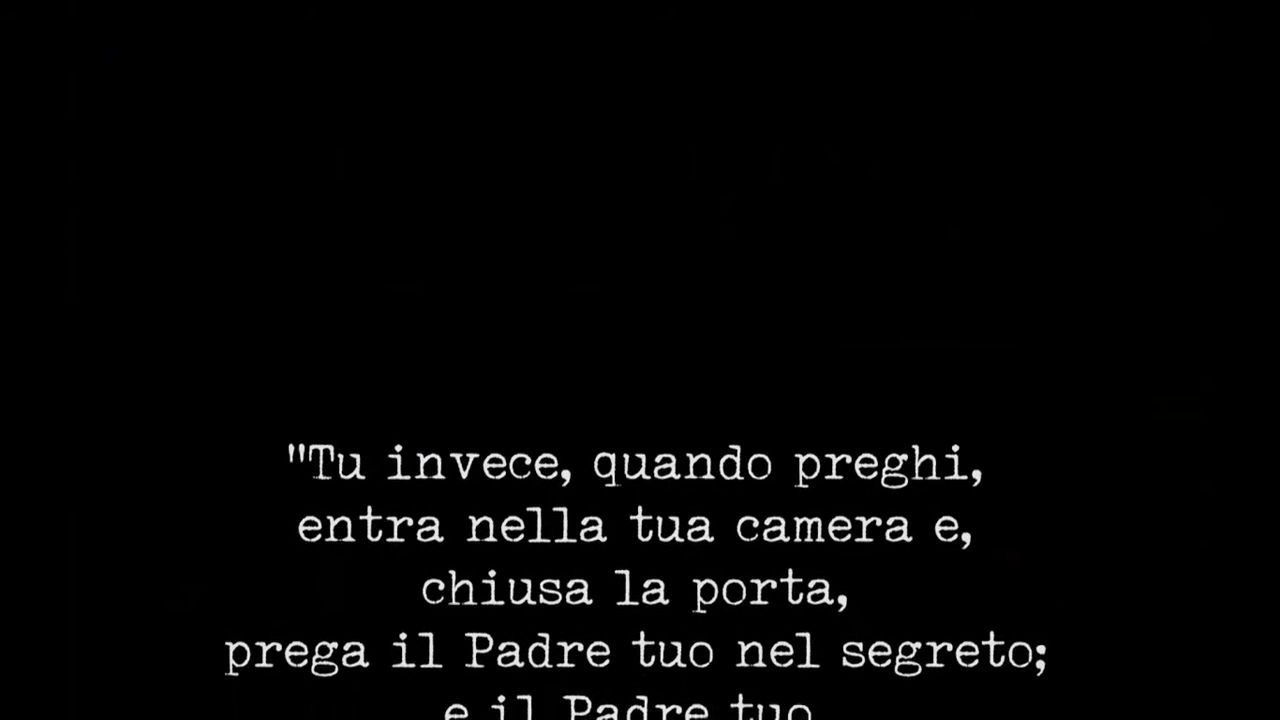 "Tu invece, quando preghi,
entra nella tua camera e,
chiusa la porta,
prega il Padre tuo nel segreto;
e il Padre tuo